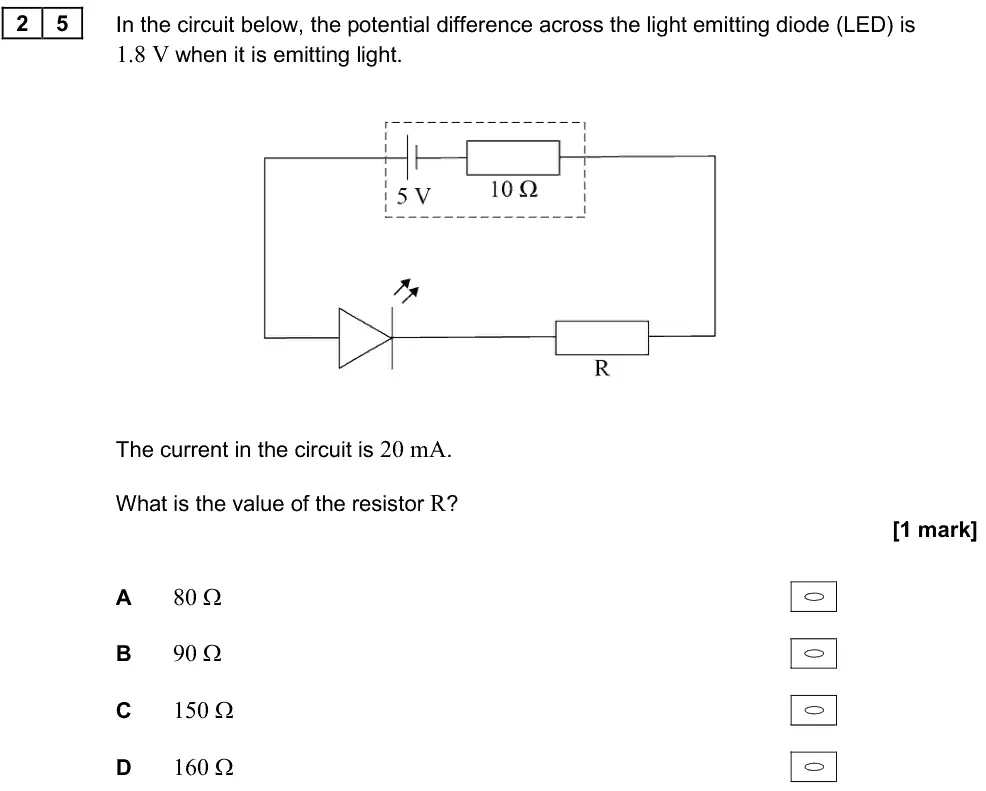 2 5 In the circuit below, the potential difference across the light emitting diode (LED) is
1.8 V when it is emitting light.
5 V
10 Ω
R
The current in the circuit is 20 mA.
What is the value of the resistor R?
[1 mark]
A 80 Ω
B 90 Ω
C 150 Ω
D 160 Ω